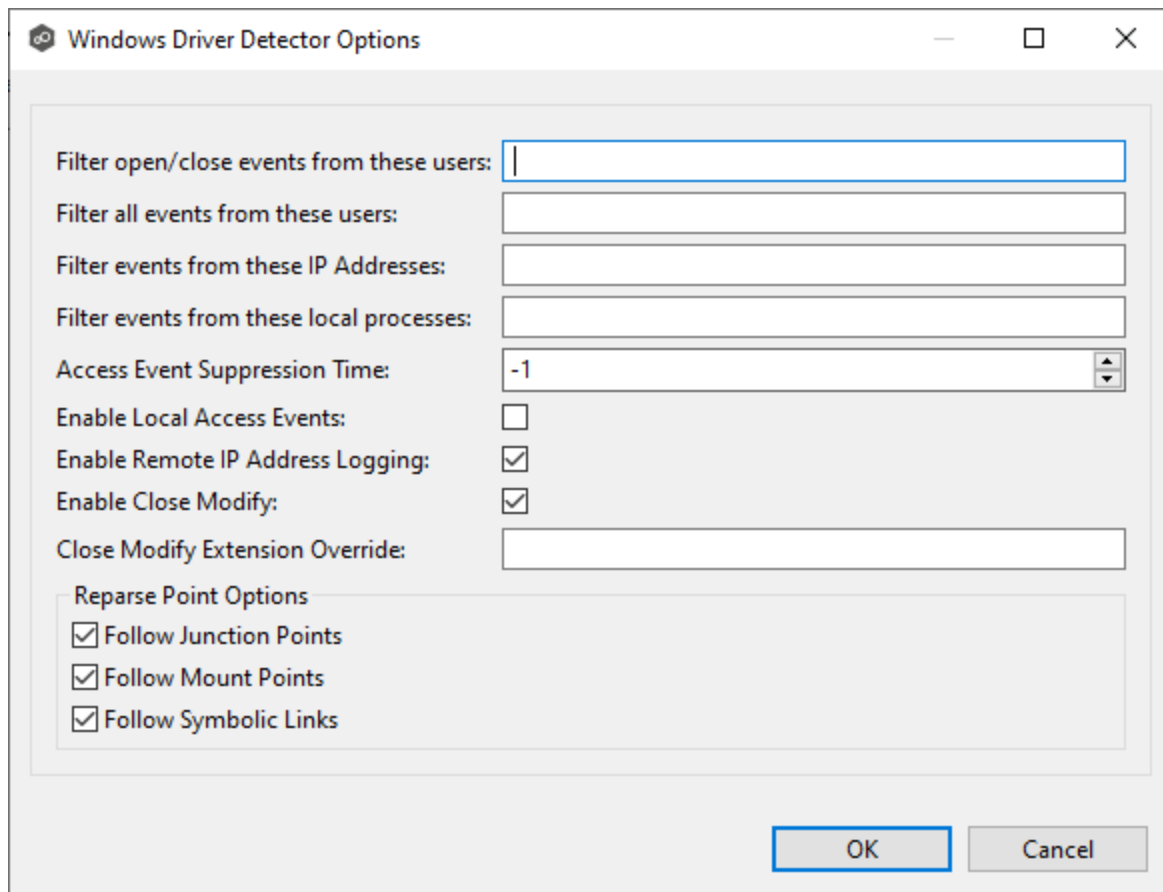 Windows Driver Detector Options
Filter open/close events from these users:
Filter all events from these users:
Filter events from these IP Addresses:
Filter events from these local processes:
Access Event Suppression Time: -1
Enable Local Access Events:
Enable Remote IP Address Logging:
Enable Close Modify:
Close Modify Extension Override:
Reparse Point Options
Follow Junction Points
Follow Mount Points
Follow Symbolic Links
OK Cancel